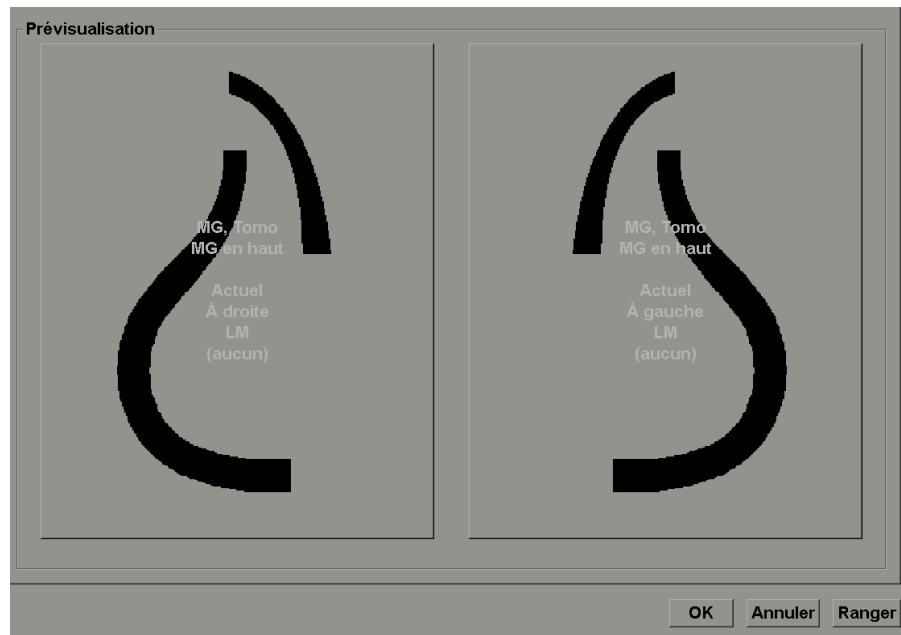 Prévisualisation
MG, Tomo
MG en haut
Actuel
À droite
LM
(aucun)
MG, Tomo
MG en haut
Actuel
À gauche
LM
(aucun)
OK Annuler Ranger